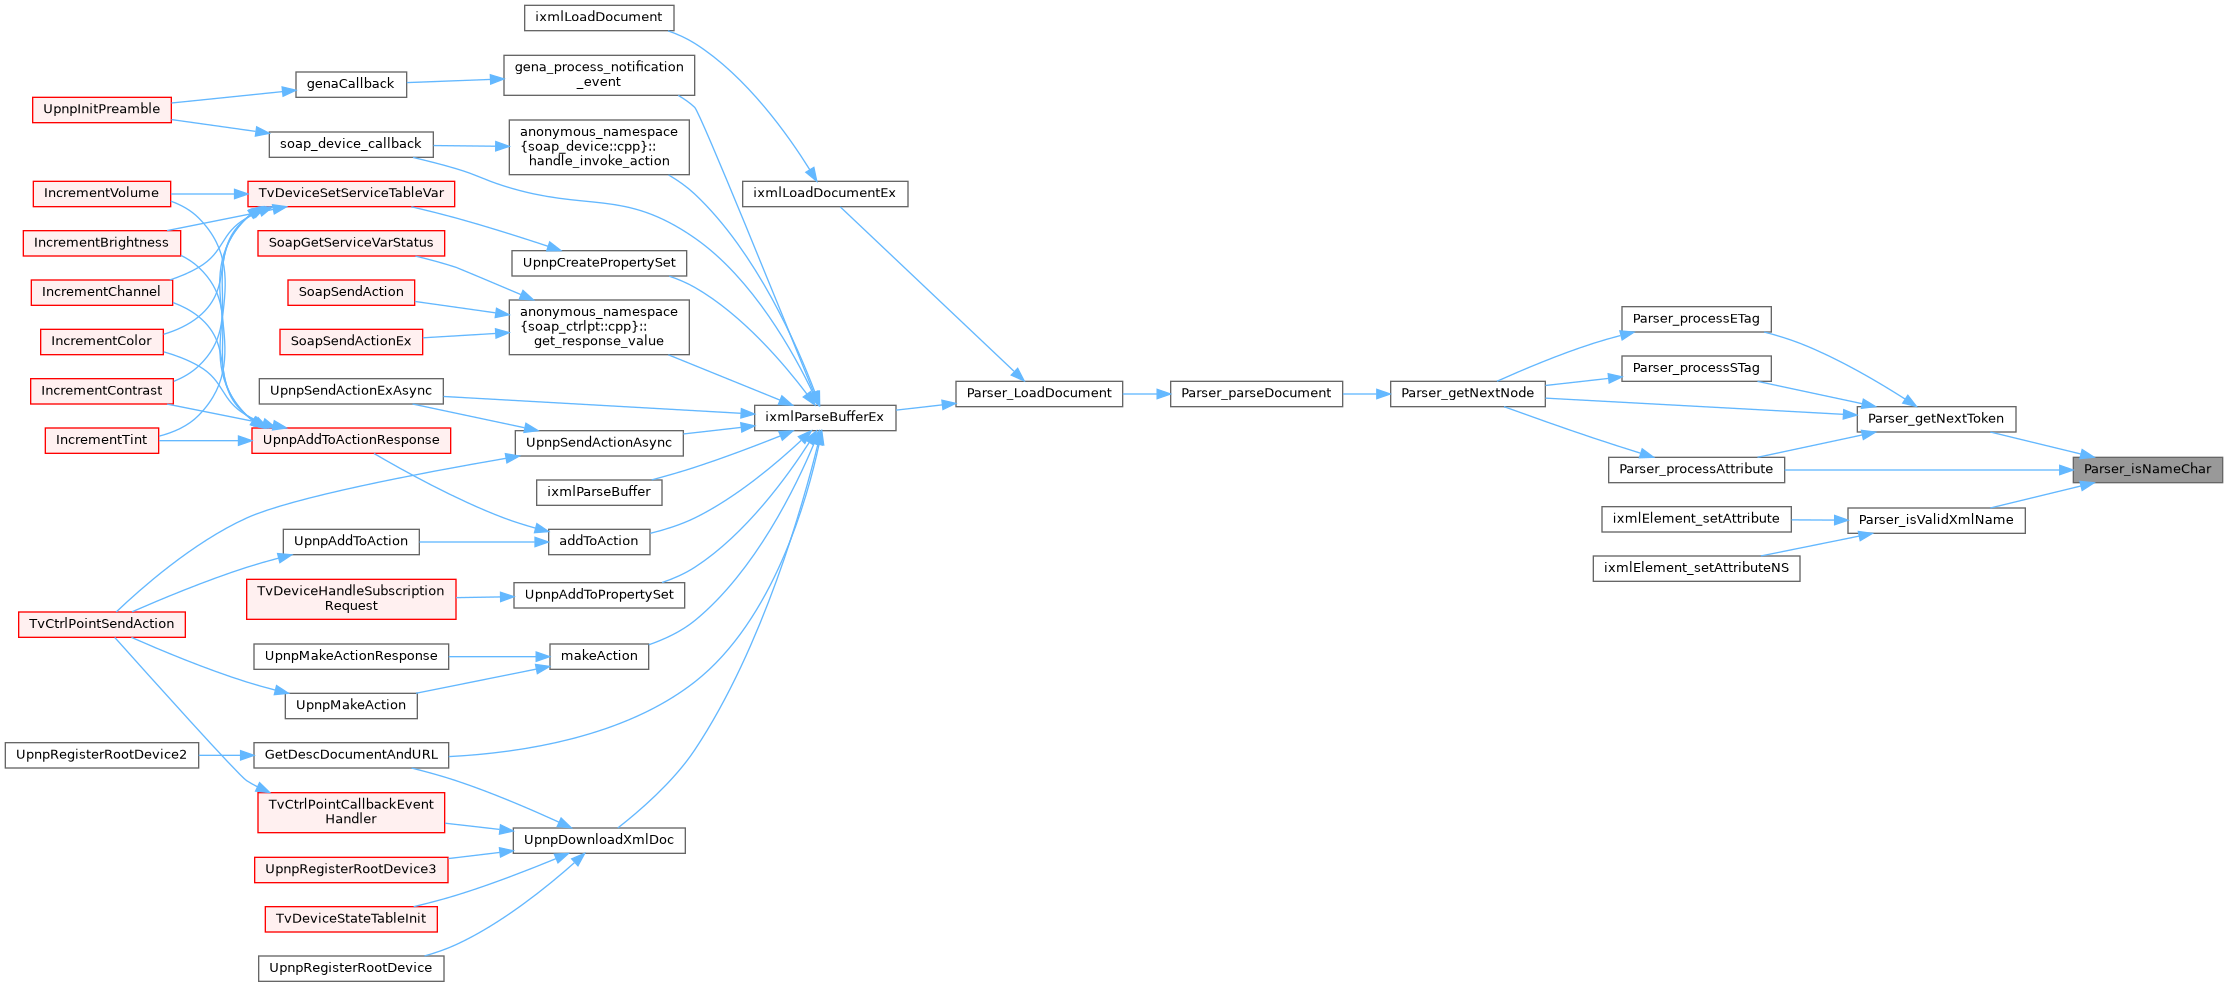 ixmlLoadDocument
gena_process_notification
_event
genaCallback
UpnpInitPreamble
anonymous_namespace
{soap_device::cpp}::
handle_invoke_action
soap_device_callback
IncrementVolume
TvDeviceSetServiceTableVar
ixmlLoadDocumentEx
IncrementBrightness
SoapGetServiceVarStatus
UpnpCreatePropertySet
IncrementChannel
SoapSendAction
anonymous_namespace
{soap_ctrlpt::cpp}::
get_response_value
IncrementColor
SoapSendActionEx
Parser_processETag
Parser_processSTag
IncrementContrast
UpnpSendActionExAsync
ixmlParseBufferEx
Parser_LoadDocument
Parser_parseDocument
Parser_getNextNode
Parser_getNextToken
IncrementTint
UpnpAddToActionResponse
UpnpSendActionAsync
Parser_processAttribute
Parser_isNameChar
ixmlParseBuffer
ixmlElement_setAttribute
Parser_isValidXmlName
UpnpAddToAction
addToAction
ixmlElement_setAttributeNS
TvDeviceHandleSubscription
Request
UpnpAddToPropertySet
TvCtrlPointSendAction
UpnpMakeActionResponse
makeAction
UpnpMakeAction
UpnpRegisterRootDevice2
GetDescDocumentAndURL
TvCtrlPointCallbackEvent
Handler
UpnpDownloadXmlDoc
UpnpRegisterRootDevice3
TvDeviceStateTableInit
UpnpRegisterRootDevice